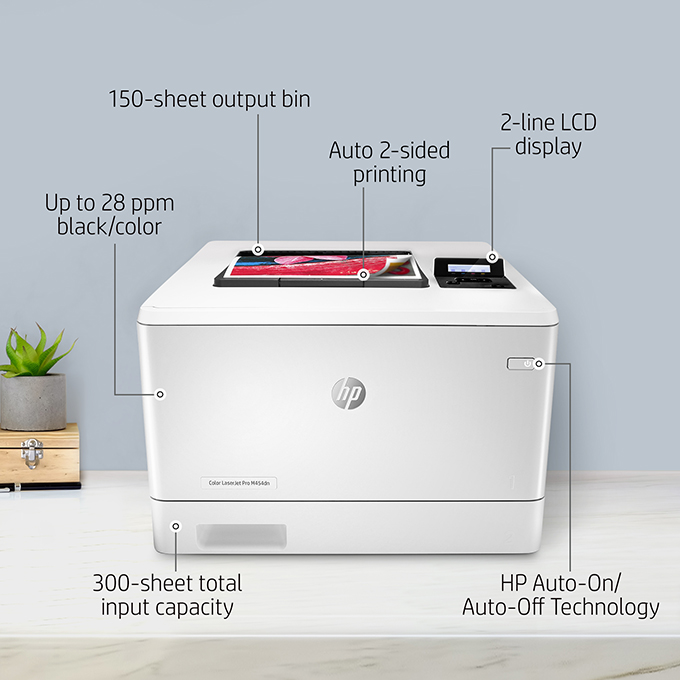 150-sheet output bin
2-line LCD
display
Auto 2-sided
printing
Up to 28 ppm
black/color
hp
Color LaserJet Pro M454dn
300-sheet total
input capacity
HP Auto-On/
Auto-Off Technology